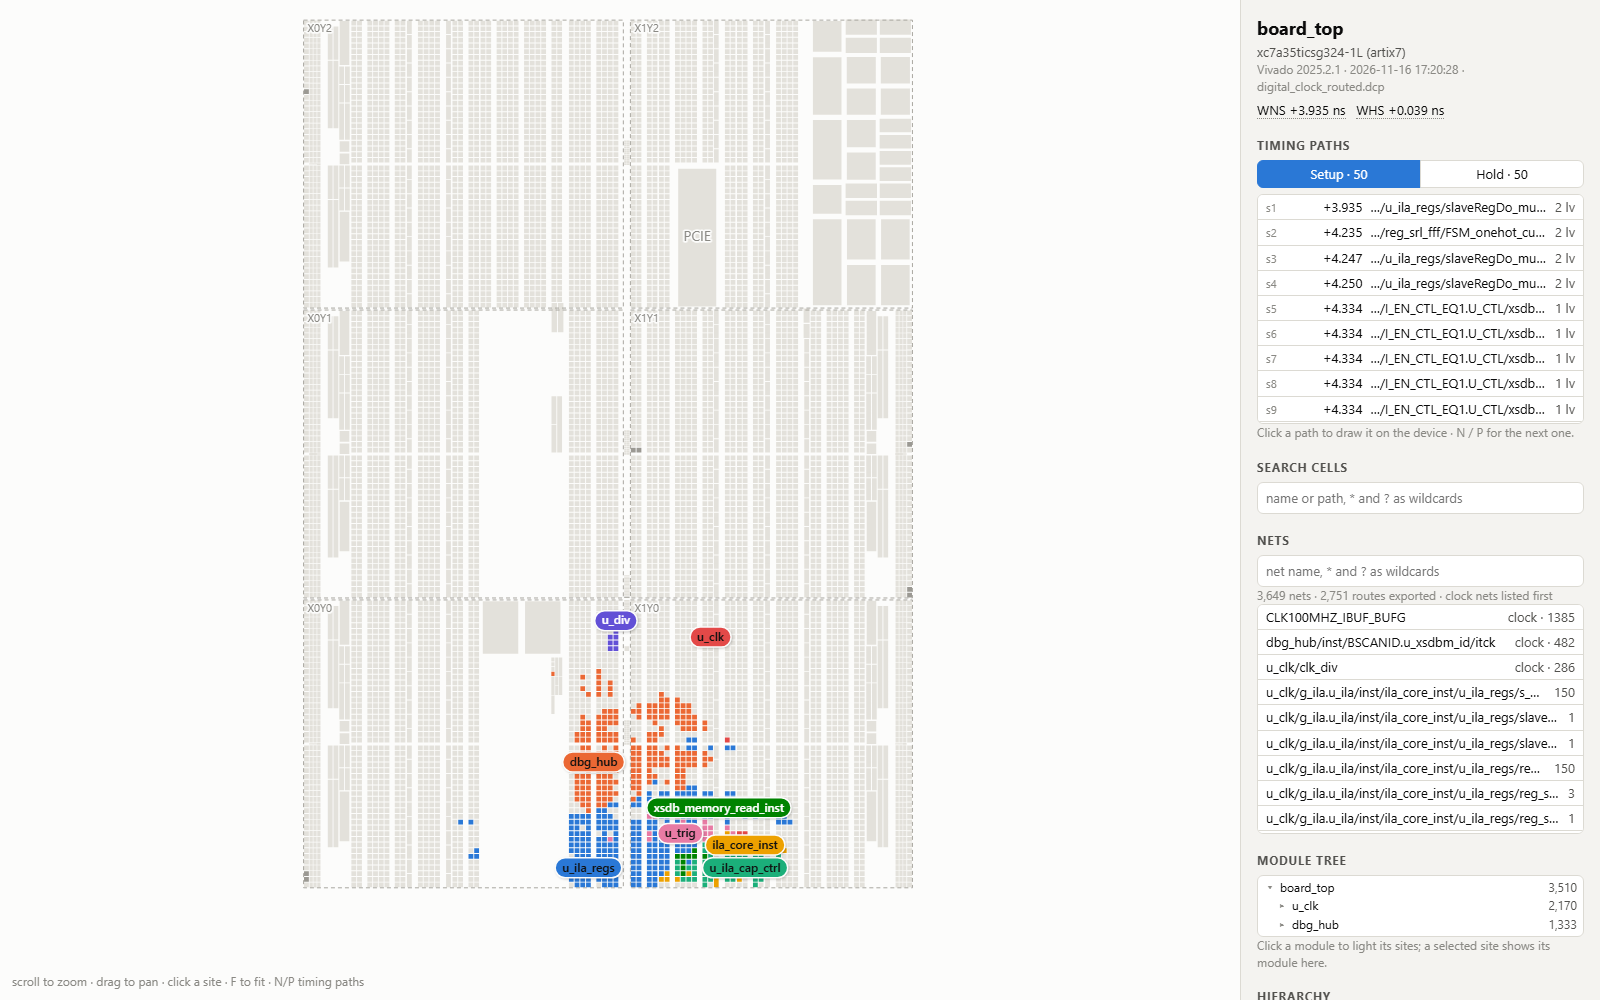 X0Y2
X1Y2
PCIE
X0Y1
X1Y1
X0Y0
X1Y0
u_div
u_clk
dbg_hub
xsdb_memory_read_inst
u_trig
ila_core_inst
u_ila_regs
u_ila_cap_ctrl
scroll to zoom · drag to pan · click a site · F to fit · N/P timing paths
board_top
xc7a35ticsg324-1L (artix7)
Vivado 2025.2.1 · 2026-11-16 17:20:28 ·
digital_clock_routed.dcp
WNS +3.935 ns WHS +0.039 ns
TIMING PATHS
Setup · 50 Hold · 50
s1 +3.935 .../u_ila_regs/slaveRegDo_mu... 2 lv
s2 +4.235 .../reg_srl_fff/FSM_onehot_cu... 2 lv
s3 +4.247 .../u_ila_regs/slaveRegDo_mu... 2 lv
s4 +4.250 .../u_ila_regs/slaveRegDo_mu... 2 lv
s5 +4.334 .../I_EN_CTL_EQ1.U_CTL/xsdb... 1 lv
s6 +4.334 .../I_EN_CTL_EQ1.U_CTL/xsdb... 1 lv
s7 +4.334 .../I_EN_CTL_EQ1.U_CTL/xsdb... 1 lv
s8 +4.334 .../I_EN_CTL_EQ1.U_CTL/xsdb... 1 lv
s9 +4.334 .../I_EN_CTL_EQ1.U_CTL/xsdb... 1 lv
Click a path to draw it on the device · N / P for the next one.
SEARCH CELLS
name or path, * and ? as wildcards
NETS
net name, * and ? as wildcards
3,649 nets · 2,751 routes exported · clock nets listed first
CLK100MHZ_IBUF_BUFG clock · 1385
dbg_hub/inst/BSCANID.u_xsdbm_id/itck clock · 482
u_clk/clk_div clock · 286
u_clk/g_ila.u_ila/inst/ila_core_inst/u_ila_regs/s_... 150
u_clk/g_ila.u_ila/inst/ila_core_inst/u_ila_regs/slave... 1
u_clk/g_ila.u_ila/inst/ila_core_inst/u_ila_regs/slave... 1
u_clk/g_ila.u_ila/inst/ila_core_inst/u_ila_regs/re... 150
u_clk/g_ila.u_ila/inst/ila_core_inst/u_ila_regs/reg_s... 3
u_clk/g_ila.u_ila/inst/ila_core_inst/u_ila_regs/reg_s... 1
MODULE TREE
board_top 3,510
u_clk 2,170
dbg_hub 1,333
Click a module to light its sites; a selected site shows its
module here.
HIERARCHY